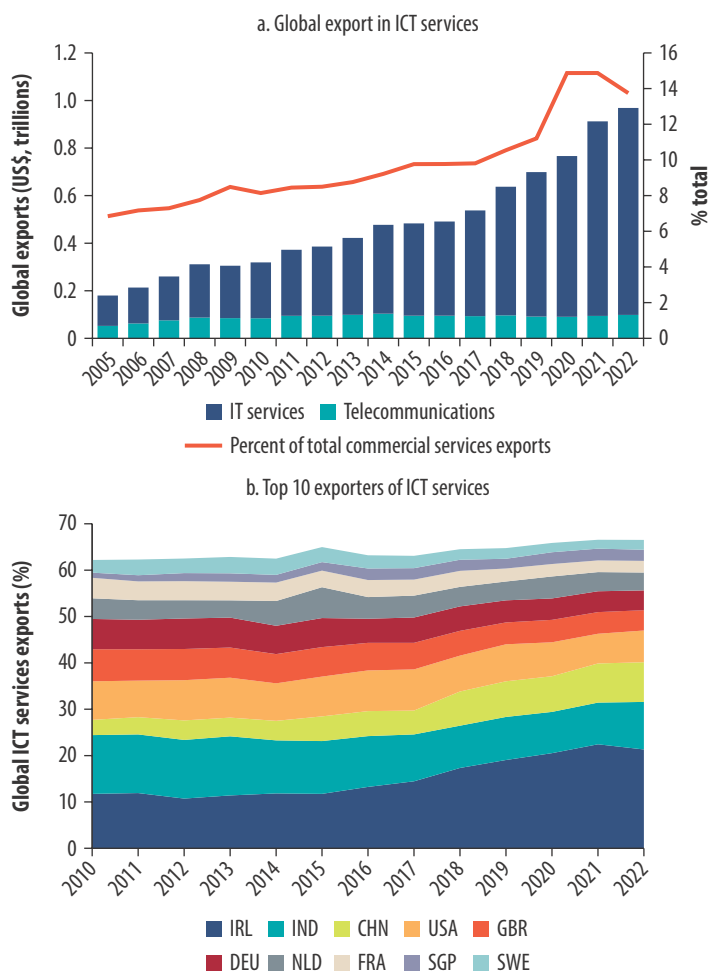 a. Global export in ICT services
Global exports (US$, trillions)
1.2
1.0
0.8
0.6
0.4
0.2
0
% total
16
14
12
10
8
6
4
2
0
2005 2006 2007 2008 2009 2010 2011 2012 2013 2014 2015 2016 2017 2018 2019 2020 2021 2022
IT services Telecommunications
Percent of total commercial services exports
b. Top 10 exporters of ICT services
Global ICT services exports (%)
70
60
50
40
30
20
10
0
2010 2011 2012 2013 2014 2015 2016 2017 2018 2019 2020 2021 2022
IRL IND CHN USA GBR
DEU NLD FRA SGP SWE